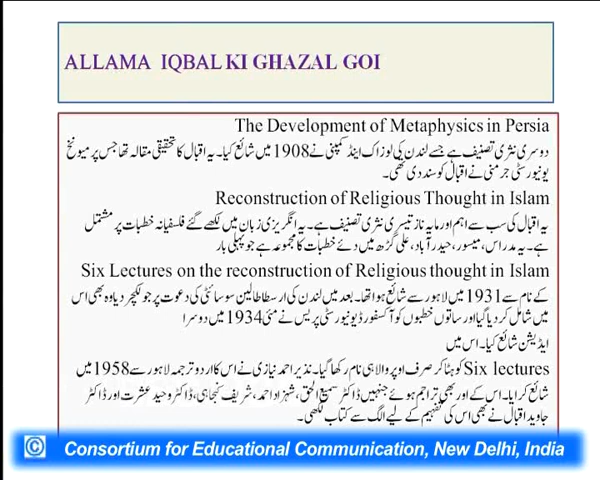 ALLAMA IQBAL KI GHAZAL GOI
The Development of Metaphysics in Persia
دوسری نثری تصنیف ہے جسے لندن کی لوزاک اینڈ کمپنی نے 1908 میں شائع کیا۔ یہ اقبال کا تحقیقی مقالہ تھا جس پر میونخ
یونیورسٹی جرمنی نے اقبال کو سند دی تھی۔
Reconstruction of Religious Thought in Islam
یہ اقبال کی سب سے اہم اور مایہ ناز تیسری نثری تصنیف ہے۔ یہ انگریزی زبان میں لکھے گئے فلسفیانہ خطبات پر مشتمل
ہے۔ یہ مدراس، میسور، حیدرآباد، علی گڑھ میں دئے خطبات کا مجموعہ ہے جو پہلی بار
Six Lectures on the reconstruction of Religious thought in Islam
کے نام سے 1931 میں لاہور سے شائع ہوا تھا۔ بعد میں لندن کی ارسطاطالین سوسائٹی کی دعوت پر جو لکچر دیا وہ بھی اس
میں شامل کر دیا گیا اور ساتوں خطبوں کو آکسفورڈ یونیورسٹی پریس نے مئی 1934 میں دوسرا
ایڈیشن شائع کیا۔ اس میں
Six lectures کو ہٹا کر صرف اوپر والا ہی نام رکھا گیا۔ نذیر احمد نیازی نے اس کا اردو ترجمہ لاہور سے 1958 میں
شائع کرایا۔ اس کے اور بھی تراجم ہوئے جنہیں ڈاکٹر سمیع الحق، شہزاد احمد، شریف کنجاہی، ڈاکٹر وحید عشرت اور ڈاکٹر
جاوید اقبال نے بھی اس کی تفہیم کے لیے الگ سے کتاب لکھی۔
© Consortium for Educational Communication, New Delhi, India